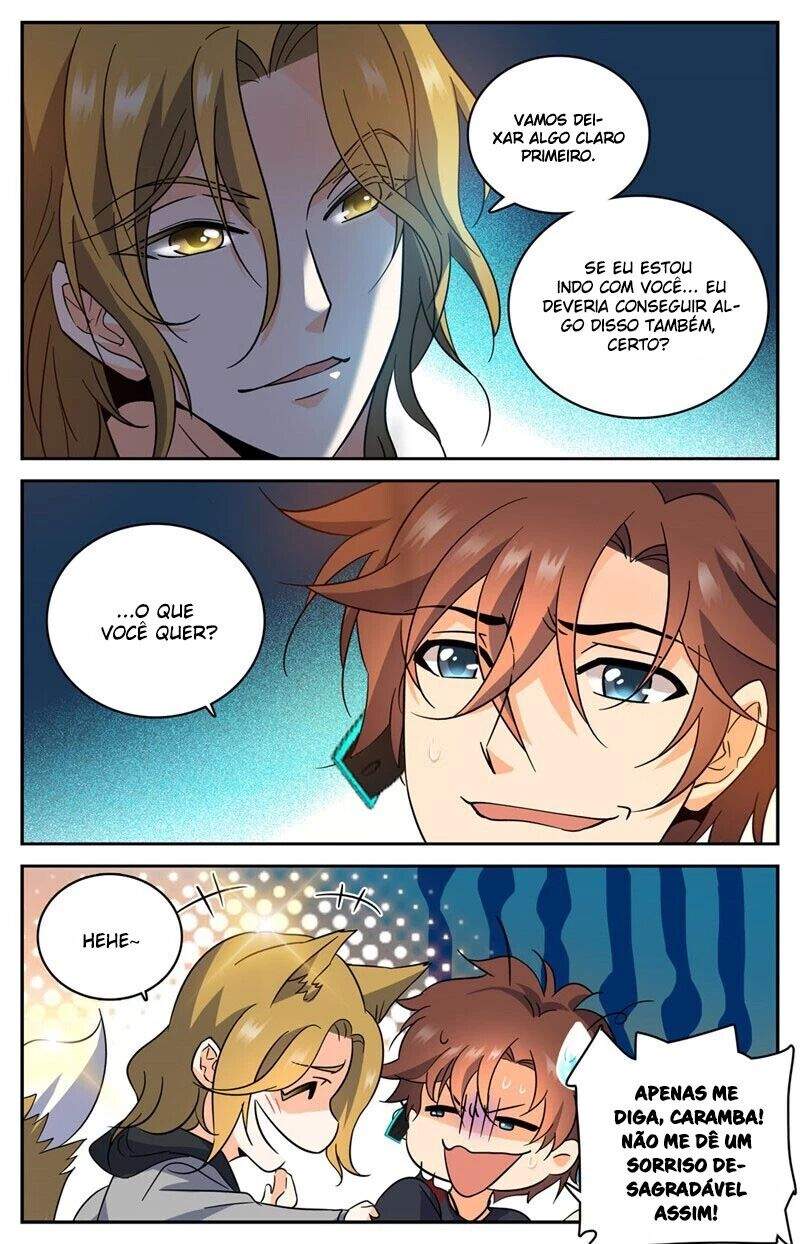 VAMOS DEI-
XAR ALGO CLARO
PRIMEIRO.
SE EU ESTOU
INDO COM VOCÊ... EU
DEVERIA CONSEGUIR AL-
GO DISSO TAMBÉM,
CERTO?
...O QUE
VOCÊ QUER?
HEHE~
APENAS ME
DIGA, CARAMBA!
NÃO ME DÊ UM
SORRISO DE-
SAGRADÁVEL
ASSIM!